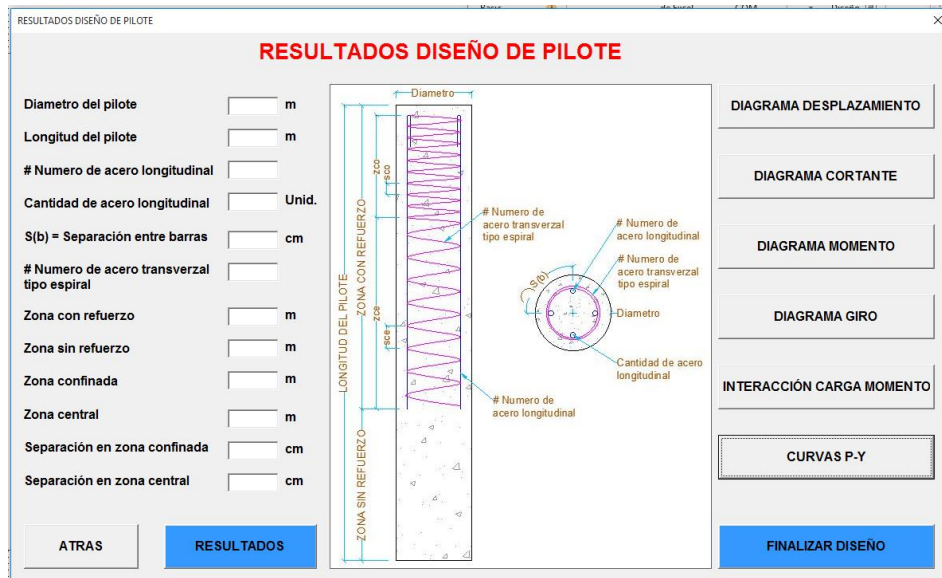 RESULTADOS DISEÑO DE PILOTE
RESULTADOS DISEÑO DE PILOTE
Diametro del pilote
m
Longitud del pilote
m
# Numero de acero longitudinal
Cantidad de acero longitudinal
Unid.
S(b) = Separación entre barras
cm
# Numero de acero transverzal
tipo espiral
Zona con refuerzo
m
Zona sin refuerzo
m
Zona confinada
m
Zona central
m
Separación en zona confinada
cm
Separación en zona central
cm
ATRAS
RESULTADOS
Diametro
LONGITUD DEL PILOTE
ZONA CON REFUERZO
ZONA SIN REFUERZO
# Numero de
acero transverzal
tipo espiral
# Numero de
acero longitudinal
S(b)
# Numero de
acero longitudinal
# Numero de
acero transverzal
tipo espiral
Diametro
Cantidad de acero
longitudinal
DIAGRAMA DESPLAZAMIENTO
DIAGRAMA CORTANTE
DIAGRAMA MOMENTO
DIAGRAMA GIRO
INTERACCIÓN CARGA MOMENTO
CURVAS P-Y
FINALIZAR DISEÑO